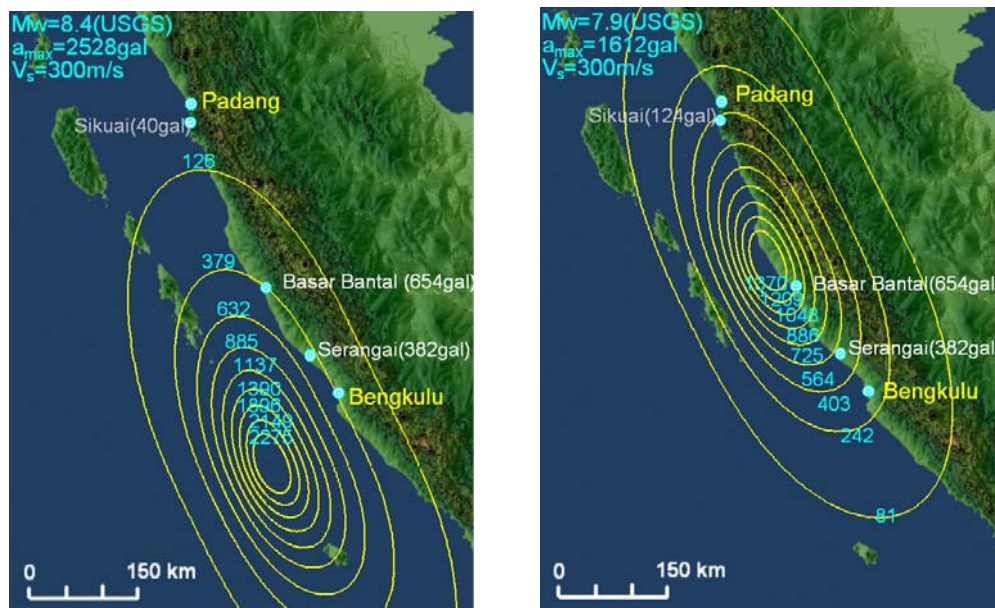 Mw=8.4(USGS)
amax=2528gal
Vs=300m/s
Padang
Sikuai(40gal)
126
379
Basar Bantal (654gal)
632
885
Serangai(382gal)
1137
1390
Bengkulu
1896
2149
2275
0 150 km
Mw=7.9(USGS)
amax=1612gal
Vs=300m/s
Padang
Sikuai(124gal)
1370
Basar Bantal (654gal)
1209
1048
886
Serangai(382gal)
725
564
Bengkulu
403
242
81
0 150 km